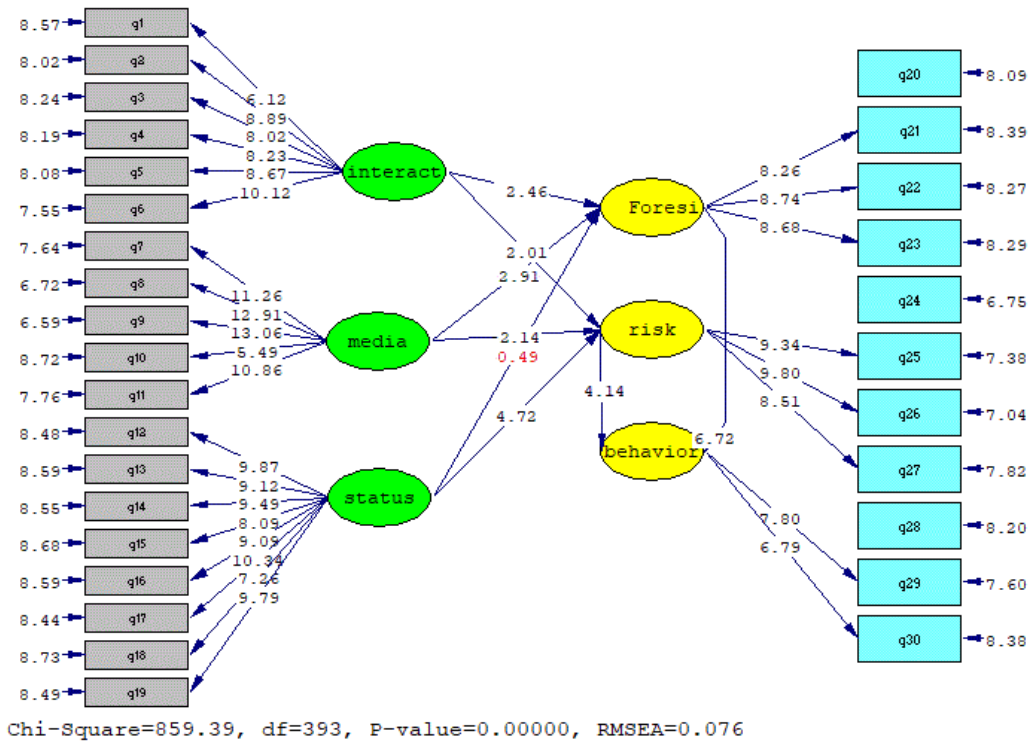 8.57 q1
8.02 q2
8.24 q3
8.19 q4
8.08 q5
7.55 q6
7.64 q7
6.72 q8
6.59 q9
8.72 q10
7.76 q11
8.48 q12
8.59 q13
8.55 q14
8.68 q15
8.59 q16
8.44 q17
8.73 q18
8.49 q19
6.12
8.89
8.02
8.23
8.67
10.12
11.26
12.91
13.06
5.49
10.86
9.87
9.12
9.49
8.09
9.09
10.34
7.26
9.79
interact
media
status
2.46
2.01
2.91
2.14
0.49
4.72
4.14
6.72
Foresi
risk
behavior
8.26
8.74
8.68
9.34
9.80
8.51
7.80
6.79
q20 8.09
q21 8.39
q22 8.27
q23 8.29
q24 6.75
q25 7.38
q26 7.04
q27 7.82
q28 8.20
q29 7.60
q30 8.38
Chi-Square=859.39, df=393, P-value=0.00000, RMSEA=0.076